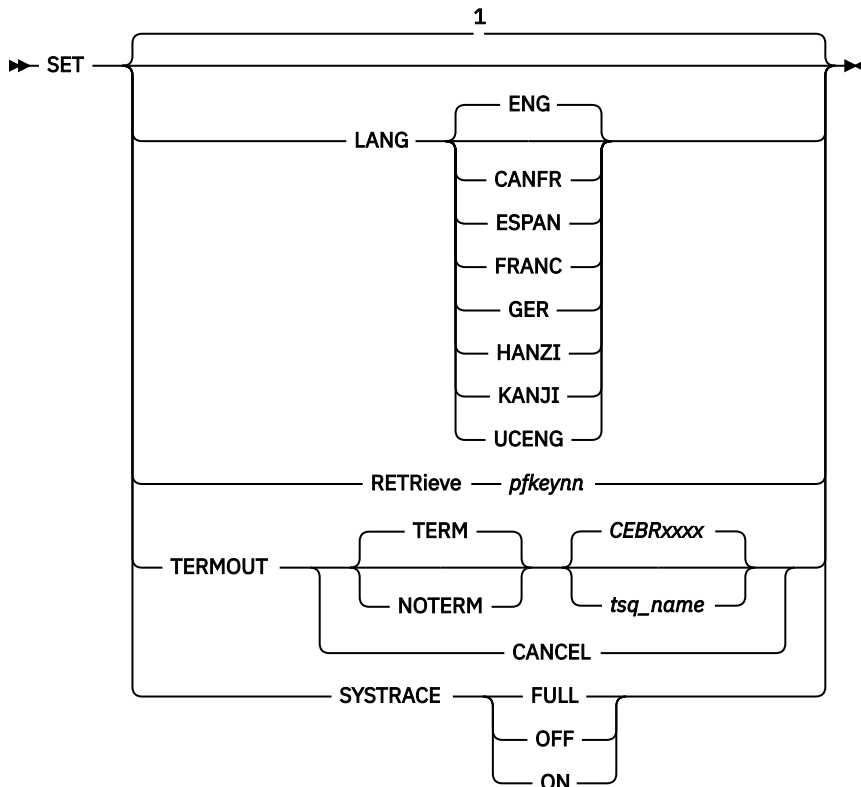 1
SET
ENG
LANG
CANFR
ESPAN
FRANC
GER
HANZI
KANJI
UCENG
RETRieve pfkeynn
TERM CEBRxxxx
TERMOUT
NOTERM tsq_name
CANCEL
SYSTRACE FULL
OFF
ON